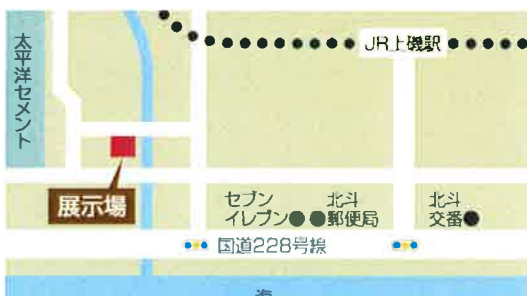 太平洋セメント
JR上磯駅
展示場
セブン
イレブン
北斗
郵便局
北斗
交番
国道228号線
海